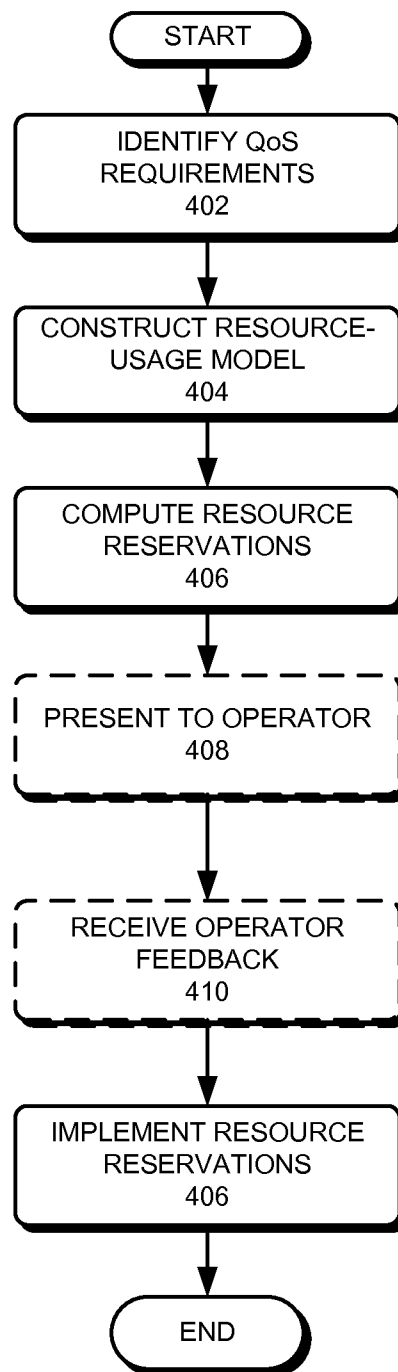 START
IDENTIFY QoS
REQUIREMENTS
402
CONSTRUCT RESOURCE-
USAGE MODEL
404
COMPUTE RESOURCE
RESERVATIONS
406
PRESENT TO OPERATOR
408
RECEIVE OPERATOR
FEEDBACK
410
IMPLEMENT RESOURCE
RESERVATIONS
406
END